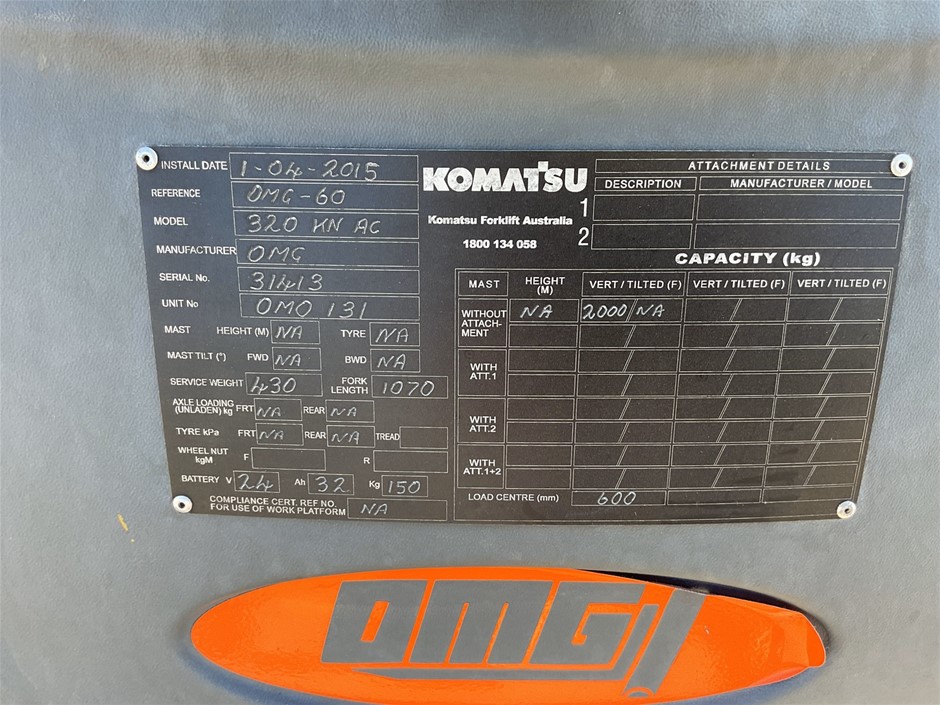 INSTALL DATE 1-04-2015
REFERENCE OMG-60
MODEL 320 KN AC
MANUFACTURER OMG
SERIAL No. 31413
UNIT No OMO 131
MAST HEIGHT (M) NA TYRE NA
MAST TILT (°) FWD NA BWD NA
SERVICE WEIGHT 430 FORK LENGTH 1070
AXLE LOADING (UNLADEN) kg FRT NA REAR NA
TYRE kPa FRT NA REAR NA TREAD
WHEEL NUT kgM F R
BATTERY V 24 Ah 32 Kg 150
COMPLIANCE CERT. REF NO.
FOR USE OF WORK PLATFORM NA
KOMATSU
Komatsu Forklift Australia
1800 134 058
ATTACHMENT DETAILS
DESCRIPTION MANUFACTURER / MODEL
1
2
CAPACITY (kg)
MAST HEIGHT (M) VERT / TILTED (F) VERT / TILTED (F) VERT / TILTED (F)
WITHOUT ATTACH- MENT NA 2000/NA / /
/ / /
WITH ATT.1 / / /
/ / /
WITH ATT.2 / / /
/ / /
WITH ATT.1+2 / / /
LOAD CENTRE (mm) 600
OMG